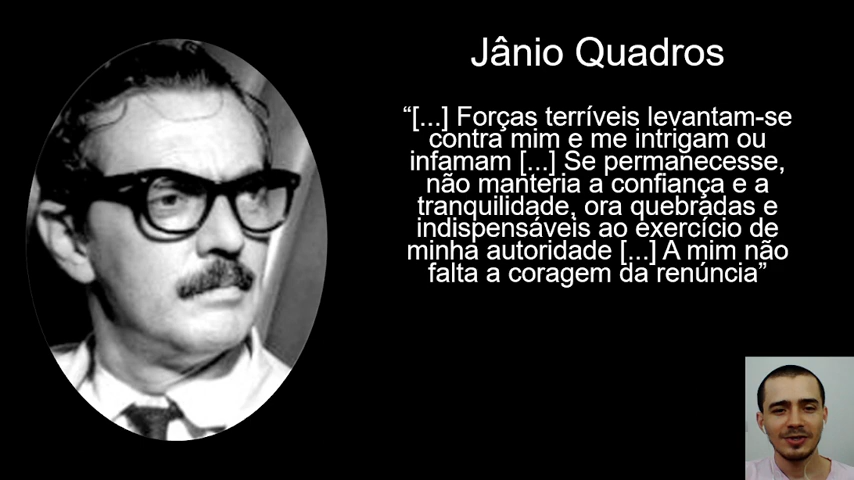 Jânio Quadros
“[...] Forças terríveis levantam-se
contra mim e me intrigam ou
infamam [...] Se permanecesse,
não manteria a confiança e a
tranquilidade, ora quebradas e
indispensáveis ao exercício de
minha autoridade [...] A mim não
falta a coragem da renúncia”